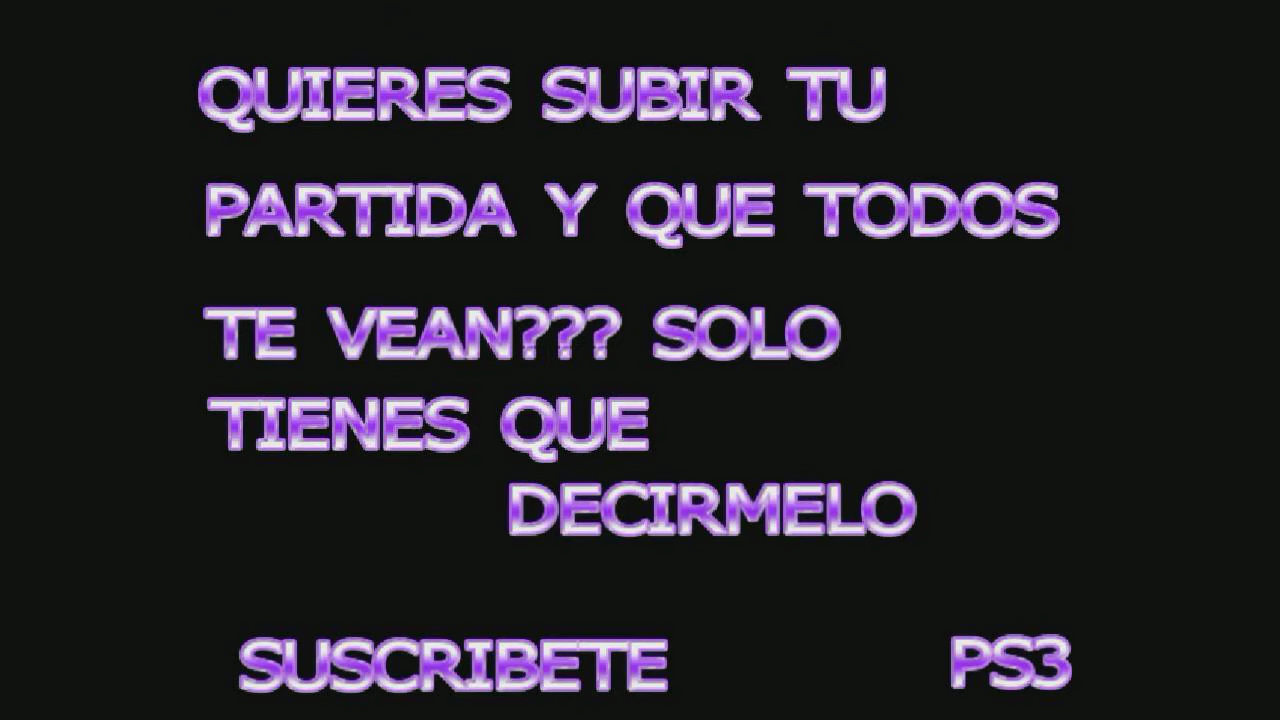 QUIERES SUBIR TU
PARTIDA Y QUE TODOS
TE VEAN??? SOLO
TIENES QUE
DECIRMELO
SUSCRIBETE PS3